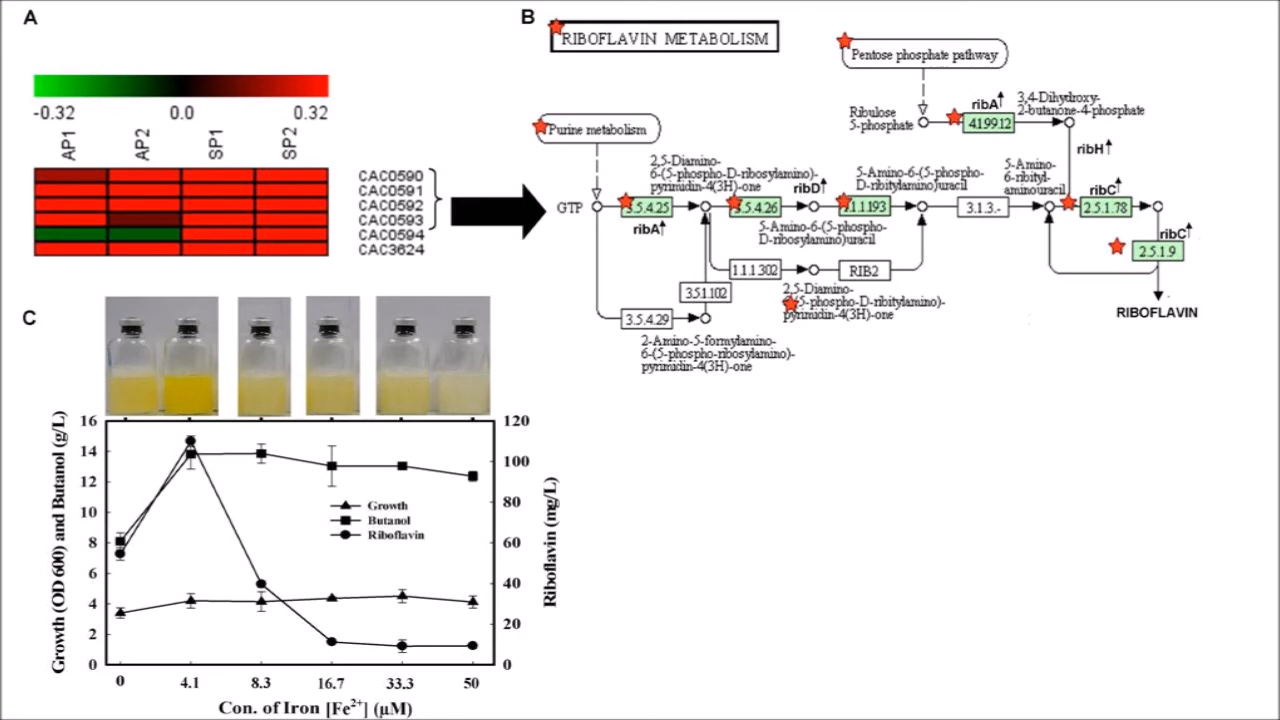 A
-0.32 0.0 0.32
AP1 AP2 SP1 SP2
CAC0590
CAC0591
CAC0592
CAC0593
CAC0594
CAC3624
B
RIBOFLAVIN METABOLISM
Pentose phosphate pathway
Ribulose
5-phosphate
ribA↑
4.1.99.12
3,4-Dihydroxy-
2-butanone-4-phosphate
ribH↑
Purine metabolism
2,5-Diamino-
6-(5-phospho-D-ribosylamino)-
pyrimidin-4(3H)-one
ribD↑
5-Amino-6-(5-phospho-
D-ribitylamino)uracil
5-Amino-
6-ribityl-
aminouracil
ribC↑
GTP
3.5.4.25
3.5.4.26
1.1.1.193
3.1.3.-
2.5.1.78
ribA↑
5-Amino-6-(5-phospho-
D-ribosylamino)uracil
ribC↑
2.5.1.9
1.1.1.302
RIB2
3.5.1.102
2,5-Diamino-
(5-phospho-D-ribitylamino)-
pyrimidin-4(3H)-one
3.5.4.29
2-Amino-5-formylamino-
6-(5-phospho-ribosylamino)-
pyrimidin-4(3H)-one
RIBOFLAVIN
C
Growth (OD 600) and Butanol (g/L)
16
14
12
10
8
6
4
2
0
Growth
Butanol
Riboflavin
120
100
80
60
40
20
0
Riboflavin (mg/L)
0 4.1 8.3 16.7 33.3 50
Con. of Iron [Fe2+] (µM)